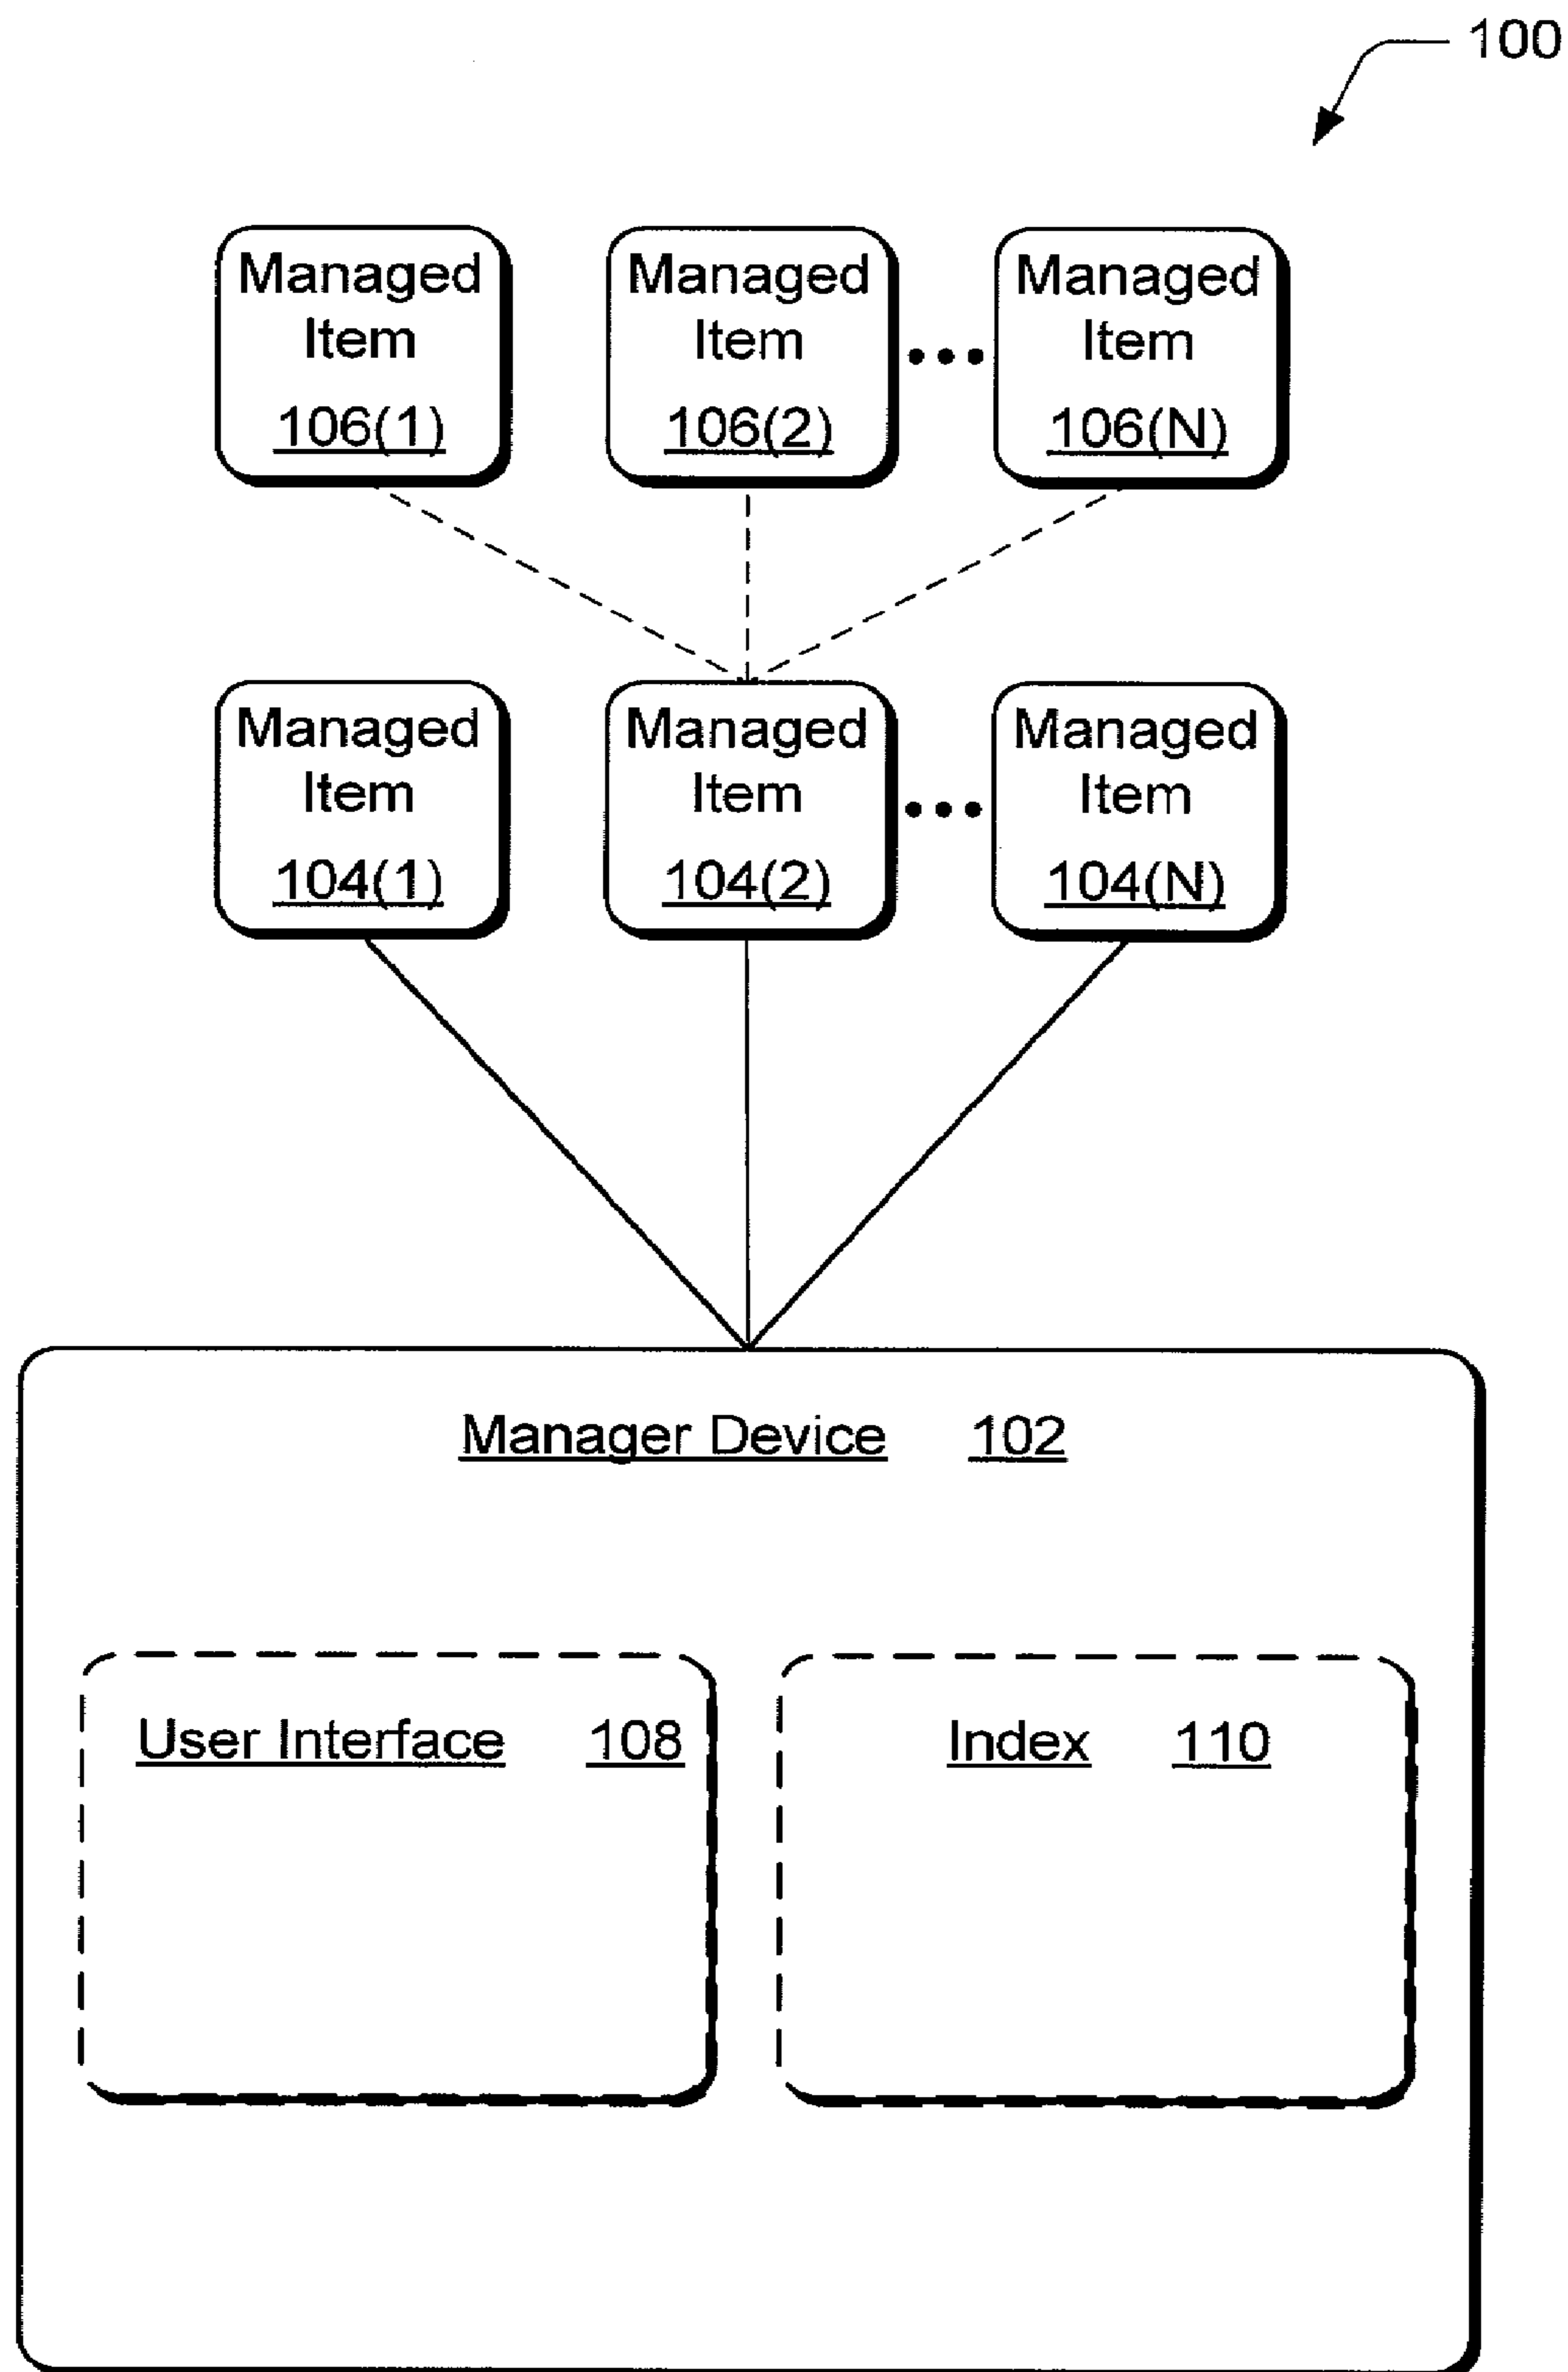 100
Managed Managed Managed
Item Item Item
106(1) 106(2) 106(N)
Managed Managed Managed
Item Item Item
104(1) 104(2) 104(N)
Manager Device 102
User Interface 108 Index 110